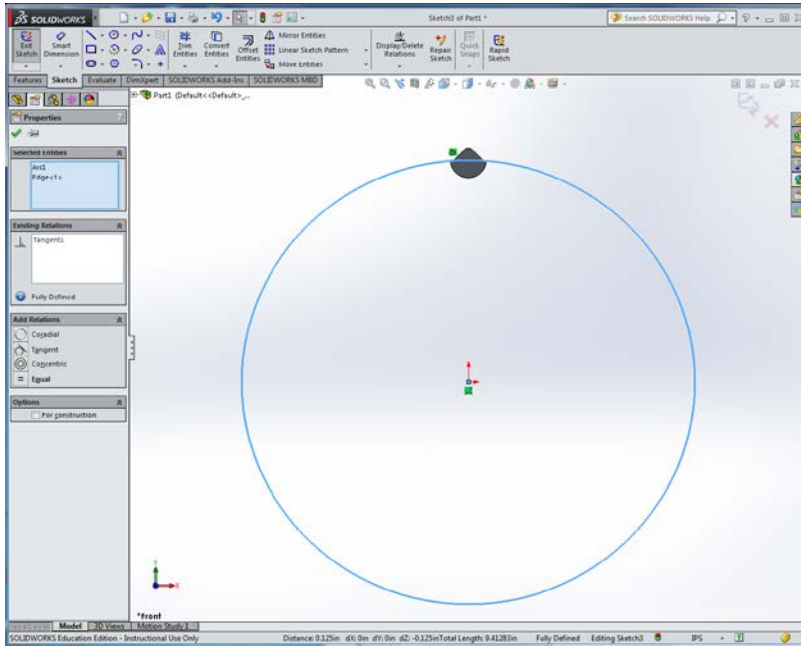 SOLIDWORKS
Sketch3 of Part1 *
Search SOLIDWORKS Help
Exit Sketch
Smart Dimension
Trim Entities
Convert Entities
Offset Entities
Mirror Entities
Linear Sketch Pattern
Move Entities
Display/Delete Relations
Repair Sketch
Quick Snaps
Rapid Sketch
Features Sketch Evaluate DimXpert SOLIDWORKS Add-Ins SOLIDWORKS MBD
Part1 (Default<<Default>_...
Properties
?
Selected Entities
Arc1
Edge<1>
Existing Relations
Tangent1
Fully Defined
Add Relations
Coradial
Tangent
Concentric
Equal
Options
For construction
Y
X
*Front
Model 3D Views Motion Study 1
SOLIDWORKS Education Edition - Instructional Use Only
Distance: 0.125in dX: 0in dY: 0in dZ: -0.125in Total Length: 9.41283in Fully Defined Editing Sketch3 IPS